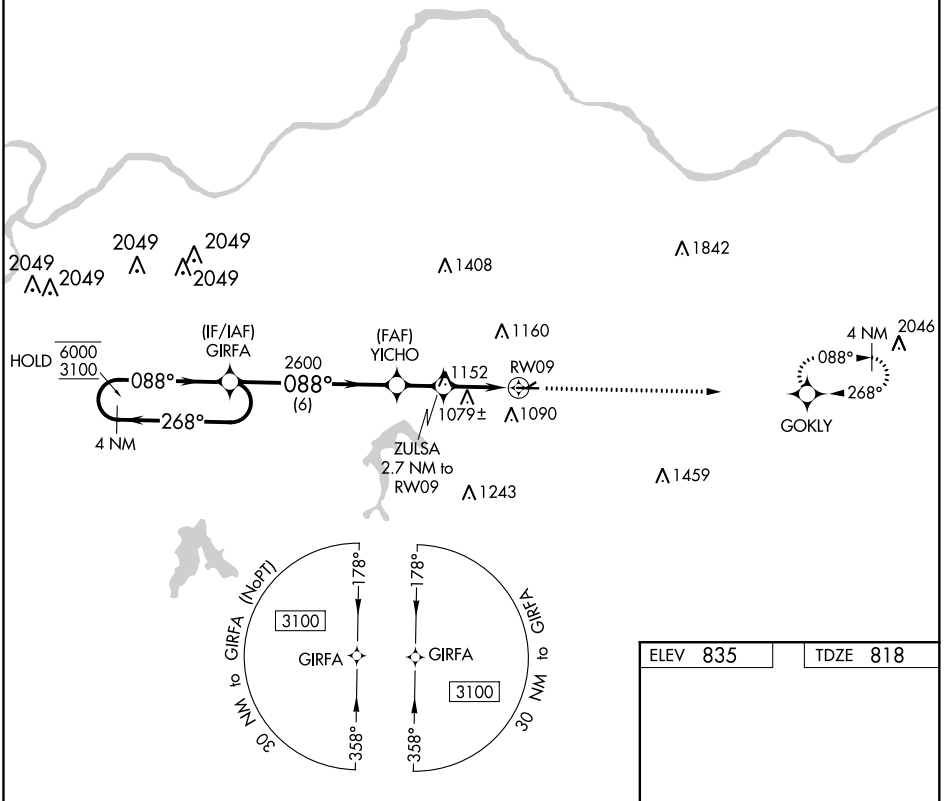 2049
2049
2049
2049
2049
1408
1842
(IF/IAF)
GIRFA
(FAF)
YICHO
1160
4 NM
2046
HOLD
6000
3100
088°
2600
088°
(6)
1152
RW09
088°
268°
268°
4 NM
1079±
1090
GOKLY
ZULSA
2.7 NM to
RW09
1243
1459
30 NM to GIRFA (NoPT)
178°
3100
GIRFA
358°
178°
GIRFA
3100
358°
30 NM to GIRFA
ELEV 835
TDZE 818